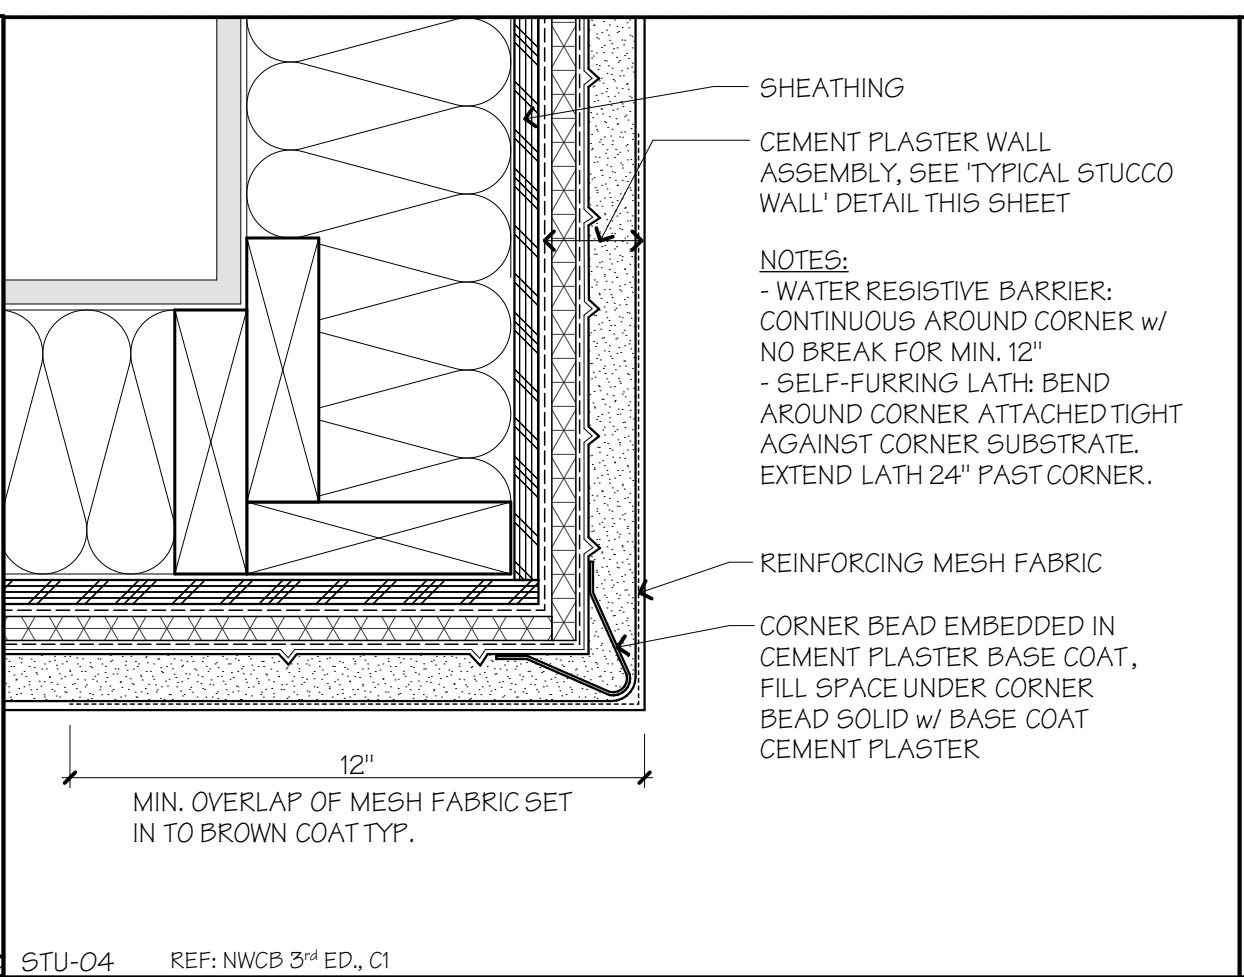 SHEATHING
CEMENT PLASTER WALL
ASSEMBLY, SEE 'TYPICAL STUCCO
WALL' DETAIL THIS SHEET
NOTES:
- WATER RESISTIVE BARRIER:
CONTINUOUS AROUND CORNER w/
NO BREAK FOR MIN. 12"
- SELF-FURRING LATH: BEND
AROUND CORNER ATTACHED TIGHT
AGAINST CORNER SUBSTRATE.
EXTEND LATH 24" PAST CORNER.
REINFORCING MESH FABRIC
CORNER BEAD EMBEDDED IN
CEMENT PLASTER BASE COAT,
FILL SPACE UNDER CORNER
BEAD SOLID w/ BASE COAT
CEMENT PLASTER
12"
MIN. OVERLAP OF MESH FABRIC SET
IN TO BROWN COAT TYP.
STU-04 REF: NWCB 3rd ED., C1